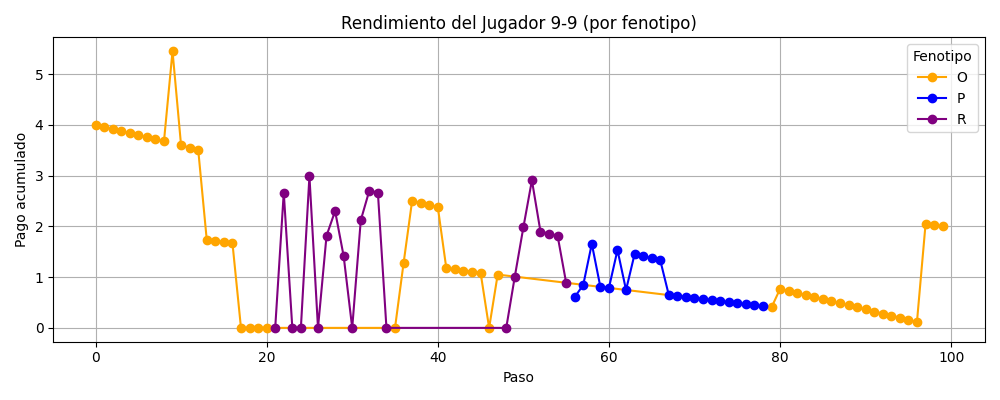 Rendimiento del Jugador 9-9 (por fenotipo)
Pago acumulado
5
4
3
2
1
0
Fenotipo
O
P
R
0 20 40 60 80 100
Paso